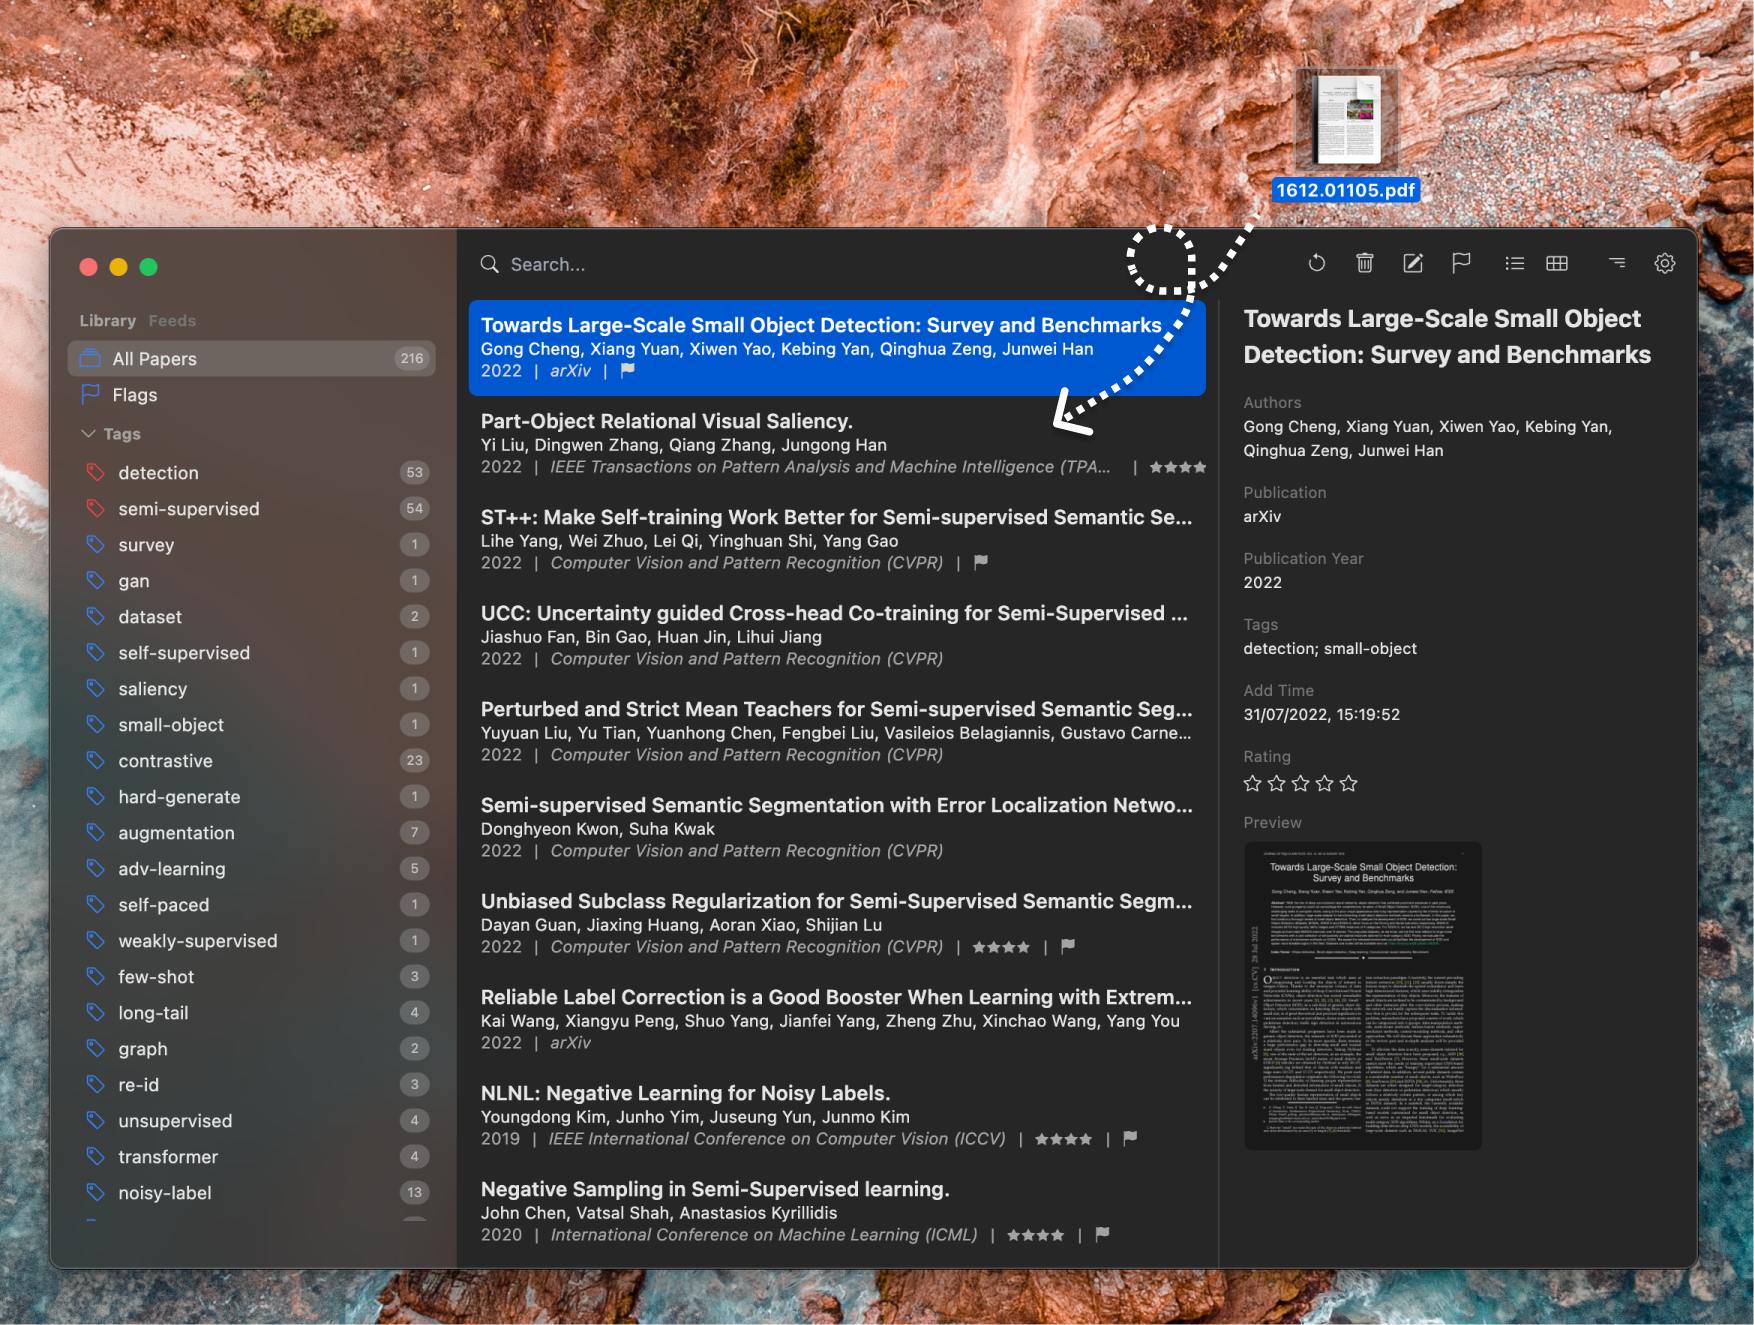 1612.01105.pdf
Search...
Library Feeds
All Papers 216
Flags
Tags
detection 53
semi-supervised 54
survey 1
gan 1
dataset 2
self-supervised 1
saliency 1
small-object 1
contrastive 23
hard-generate 1
augmentation 7
adv-learning 5
self-paced 1
weakly-supervised 1
few-shot 3
long-tail 4
graph 2
re-id 3
unsupervised 4
transformer 4
noisy-label 13
Towards Large-Scale Small Object Detection: Survey and Benchmarks
Gong Cheng, Xiang Yuan, Xiwen Yao, Kebing Yan, Qinghua Zeng, Junwei Han
2022 | arXiv |
Part-Object Relational Visual Saliency.
Yi Liu, Dingwen Zhang, Qiang Zhang, Jungong Han
2022 | IEEE Transactions on Pattern Analysis and Machine Intelligence (TPA... | ★★★★
ST++: Make Self-training Work Better for Semi-supervised Semantic Se...
Lihe Yang, Wei Zhuo, Lei Qi, Yinghuan Shi, Yang Gao
2022 | Computer Vision and Pattern Recognition (CVPR) |
UCC: Uncertainty guided Cross-head Co-training for Semi-Supervised ...
Jiashuo Fan, Bin Gao, Huan Jin, Lihui Jiang
2022 | Computer Vision and Pattern Recognition (CVPR)
Perturbed and Strict Mean Teachers for Semi-supervised Semantic Seg...
Yuyuan Liu, Yu Tian, Yuanhong Chen, Fengbei Liu, Vasileios Belagiannis, Gustavo Carne...
2022 | Computer Vision and Pattern Recognition (CVPR)
Semi-supervised Semantic Segmentation with Error Localization Netwo...
Donghyeon Kwon, Suha Kwak
2022 | Computer Vision and Pattern Recognition (CVPR)
Unbiased Subclass Regularization for Semi-Supervised Semantic Segm...
Dayan Guan, Jiaxing Huang, Aoran Xiao, Shijian Lu
2022 | Computer Vision and Pattern Recognition (CVPR) | ★★★★ |
Reliable Label Correction is a Good Booster When Learning with Extrem...
Kai Wang, Xiangyu Peng, Shuo Yang, Jianfei Yang, Zheng Zhu, Xinchao Wang, Yang You
2022 | arXiv
NLNL: Negative Learning for Noisy Labels.
Youngdong Kim, Junho Yim, Juseung Yun, Junmo Kim
2019 | IEEE International Conference on Computer Vision (ICCV) | ★★★★ |
Negative Sampling in Semi-Supervised learning.
John Chen, Vatsal Shah, Anastasios Kyrillidis
2020 | International Conference on Machine Learning (ICML) | ★★★★ |
Towards Large-Scale Small Object
Detection: Survey and Benchmarks
Authors
Gong Cheng, Xiang Yuan, Xiwen Yao, Kebing Yan,
Qinghua Zeng, Junwei Han
Publication
arXiv
Publication Year
2022
Tags
detection; small-object
Add Time
31/07/2022, 15:19:52
Rating
☆☆☆☆☆
Preview
Towards Large-Scale Small Object Detection:
Survey and Benchmarks
Gong Cheng, Xiang Yuan, Xiwen Yao, Kebing Yan, Qinghua Zeng, and Junwei Han, Fellow, IEEE
1 Introduction